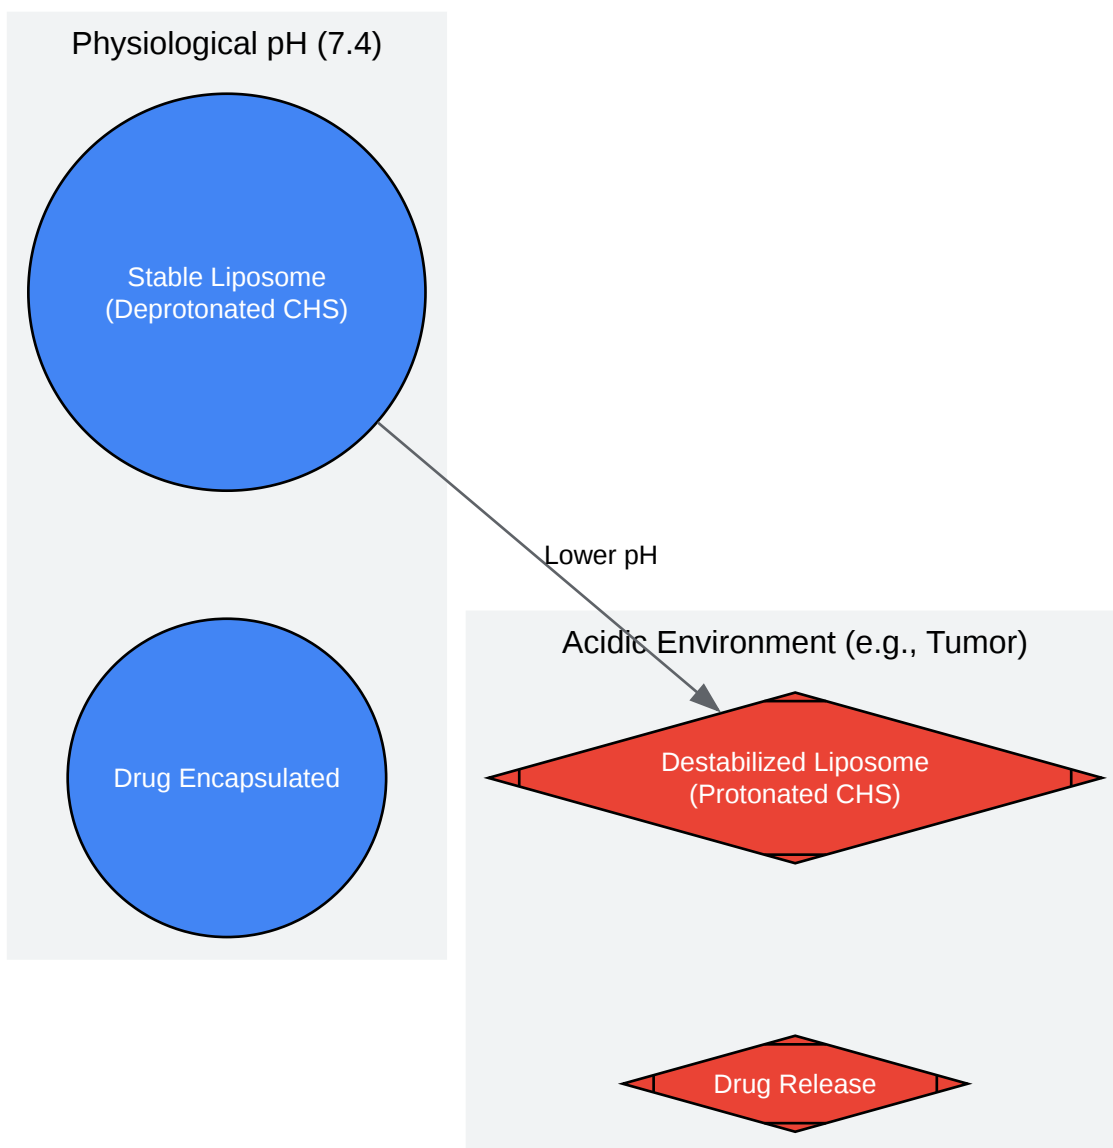 Physiological pH (7.4)
Stable Liposome
(Deprotonated CHS)
Lower pH
Drug Encapsulated
Acidic Environment (e.g., Tumor)
Destabilized Liposome
(Protonated CHS)
Drug Release